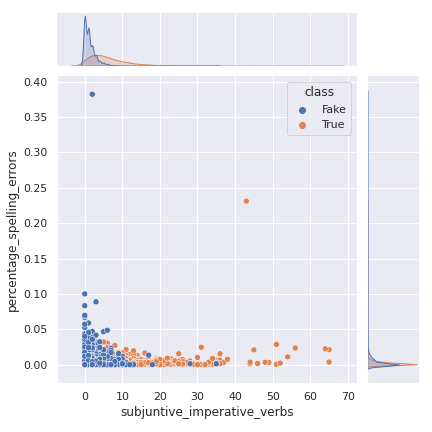 0.40
0.35
0.30
0.25
0.20
0.15
0.10
0.05
0.00
percentage_spelling_errors
class
Fake
True
0 10 20 30 40 50 60 70
subjuntive_imperative_verbs